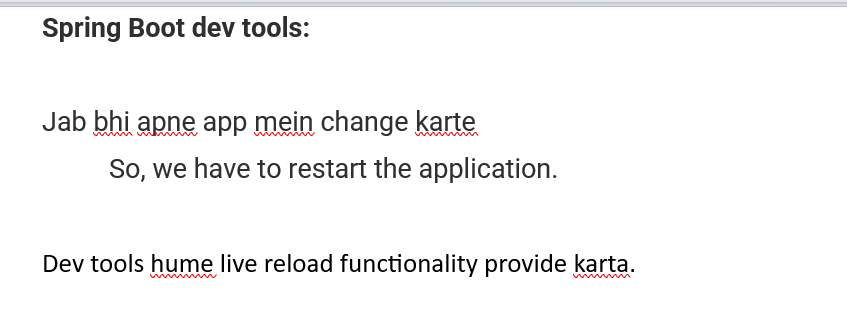 Spring Boot dev tools:
Jab bhi apne app mein change karte
So, we have to restart the application.
Dev tools hume live reload functionality provide karta.